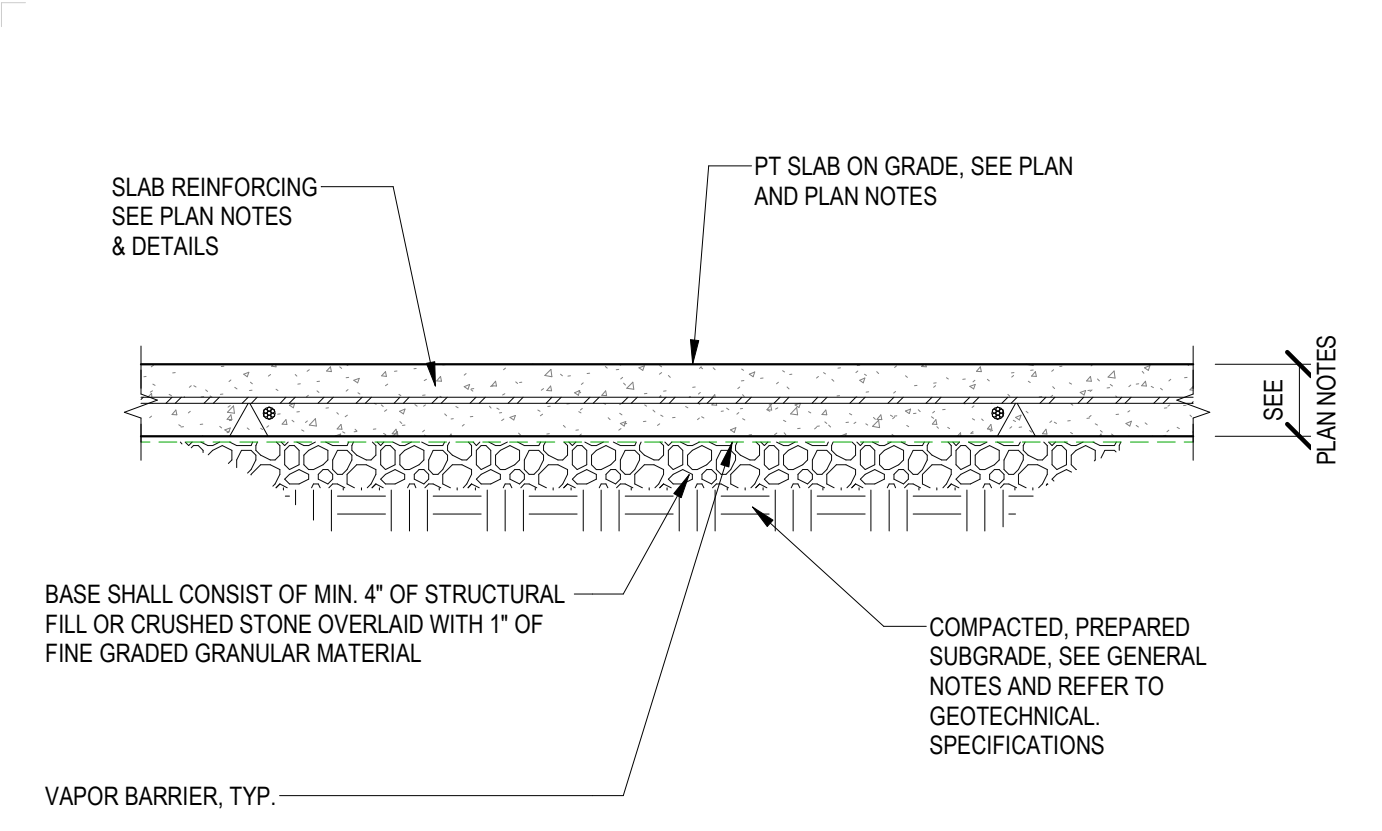 PT SLAB ON GRADE, SEE PLAN
AND PLAN NOTES
SLAB REINFORCING
SEE PLAN NOTES
& DETAILS
SEE
PLAN NOTES
BASE SHALL CONSIST OF MIN. 4" OF STRUCTURAL
FILL OR CRUSHED STONE OVERLAID WITH 1" OF
FINE GRADED GRANULAR MATERIAL
COMPACTED, PREPARED
SUBGRADE, SEE GENERAL
NOTES AND REFER TO
GEOTECHNICAL.
SPECIFICATIONS
VAPOR BARRIER, TYP.